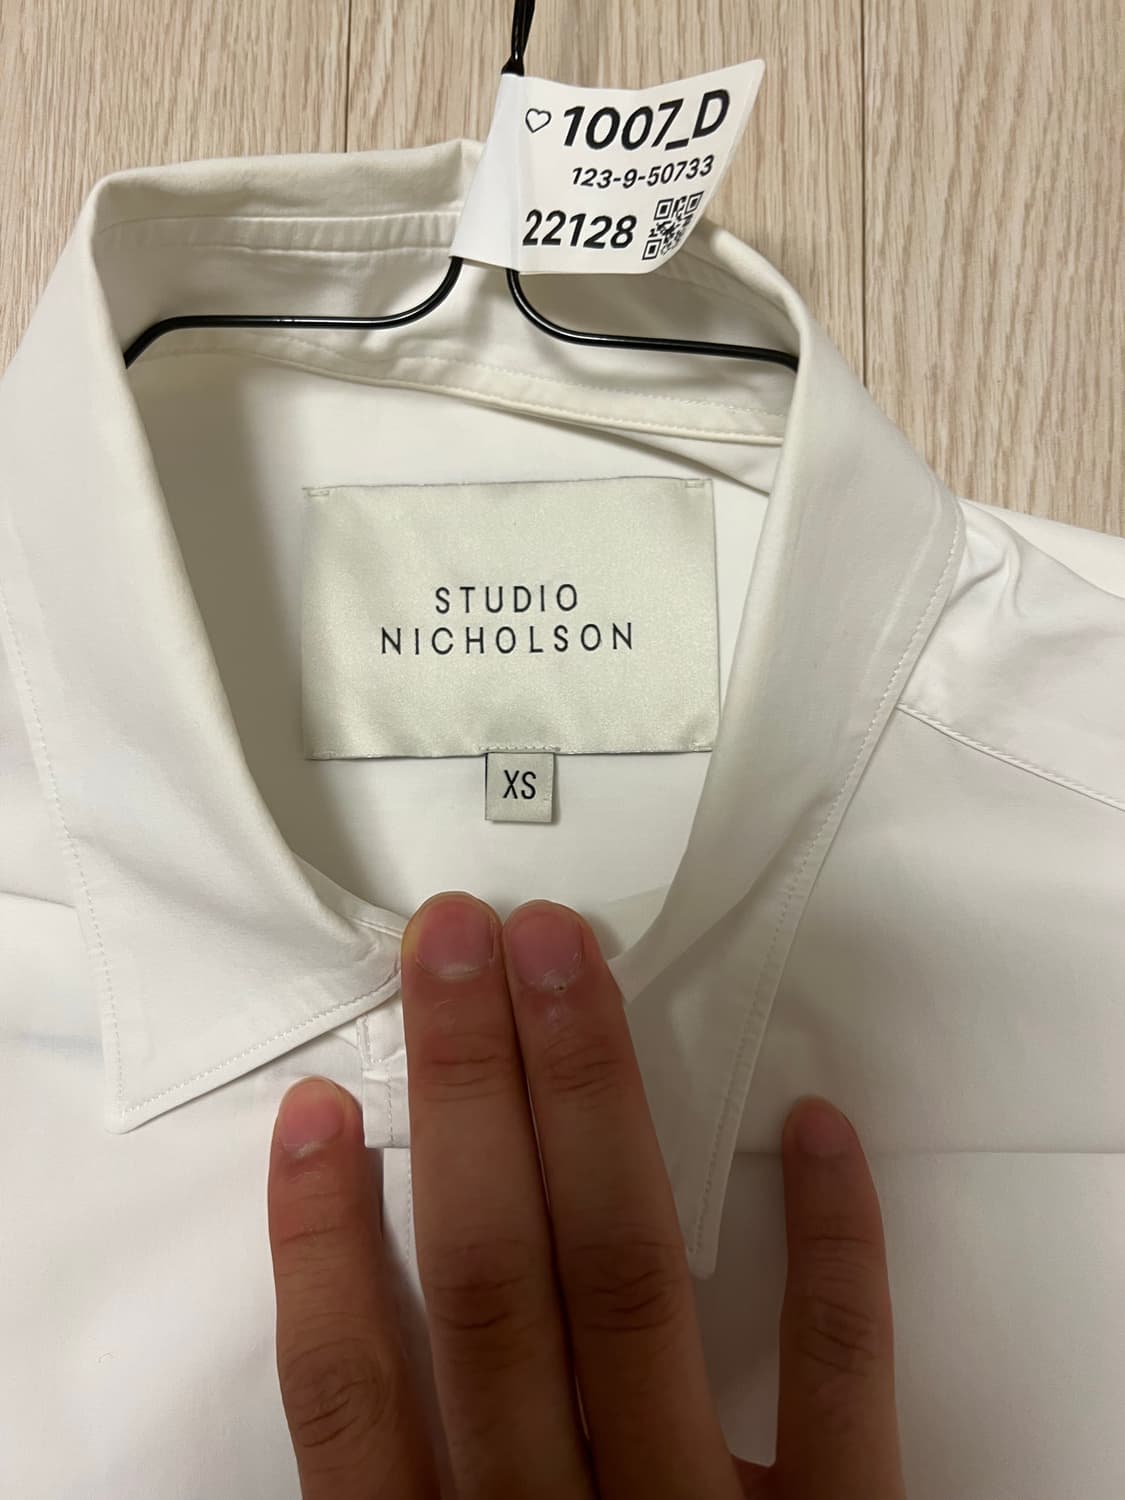 ♡ 1007_D
123-9-50733
22128
STUDIO
NICHOLSON
XS